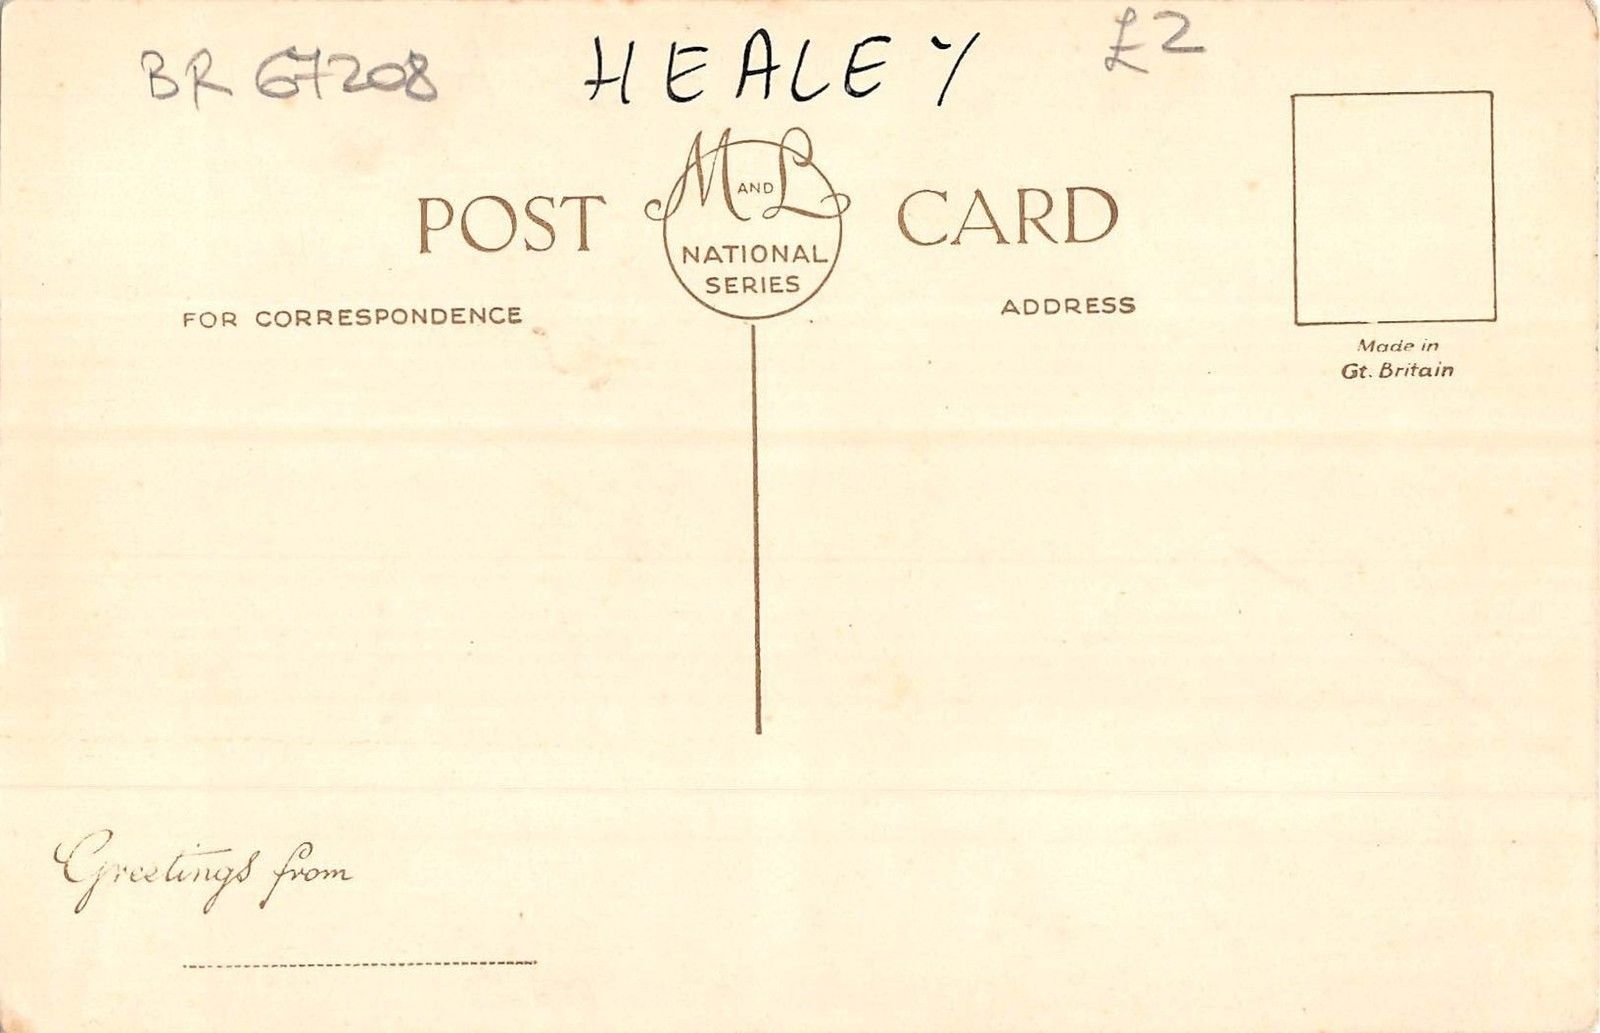 BR 67208 HEALEY £2
POST M AND L CARD
NATIONAL
SERIES
FOR CORRESPONDENCE
ADDRESS
Made in
Gt. Britain
Greetings from